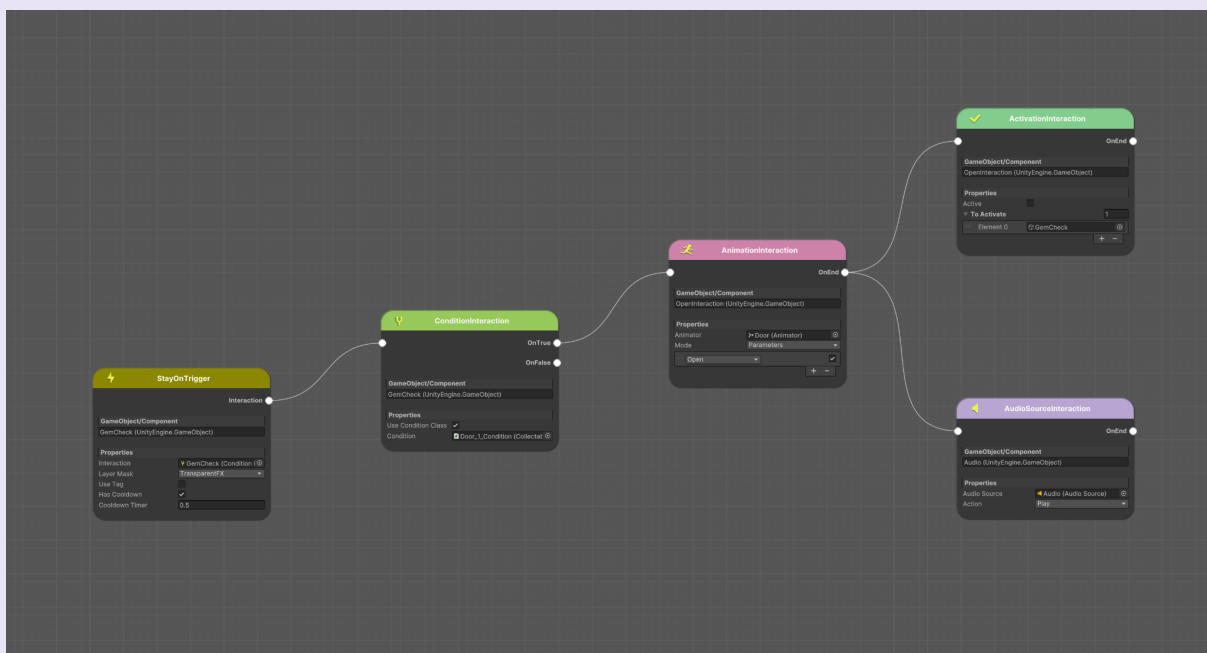 StayOnTrigger
Interaction
GameObject/Component
GemCheck (UnityEngine.GameObject)
Properties
Interaction GemCheck (Condition I
Layer Mask TransparentFX
Use Tag
Has Cooldown
Cooldown Timer 0.5
ConditionInteraction
OnTrue
OnFalse
GameObject/Component
GemCheck (UnityEngine.GameObject)
Properties
Use Condition Class
Condition Door_1_Condition (Collectab
AnimationInteraction
OnEnd
GameObject/Component
OpenInteraction (UnityEngine.GameObject)
Properties
Animator Door (Animator)
Mode Parameters
Open
+ -
ActivationInteraction
OnEnd
GameObject/Component
OpenInteraction (UnityEngine.GameObject)
Properties
Active
To Activate 1
Element 0 GemCheck
+ -
AudioSourceInteraction
OnEnd
GameObject/Component
Audio (UnityEngine.GameObject)
Properties
Audio Source Audio (Audio Source)
Action Play